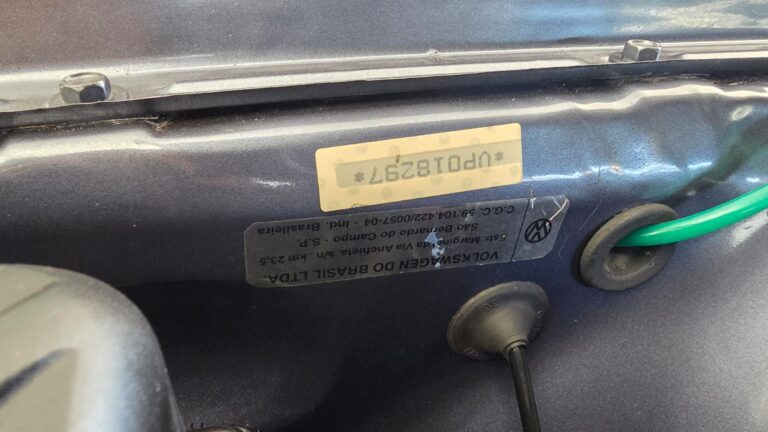 *VP018297*
VOLKSWAGEN DO BRASIL LTDA.
Estr. Marginal da Via Anchieta, s/n, km 23,5
São Bernardo do Campo - S.P.
C.G.C. 59.104.422/0057-04 - Ind. Brasileira